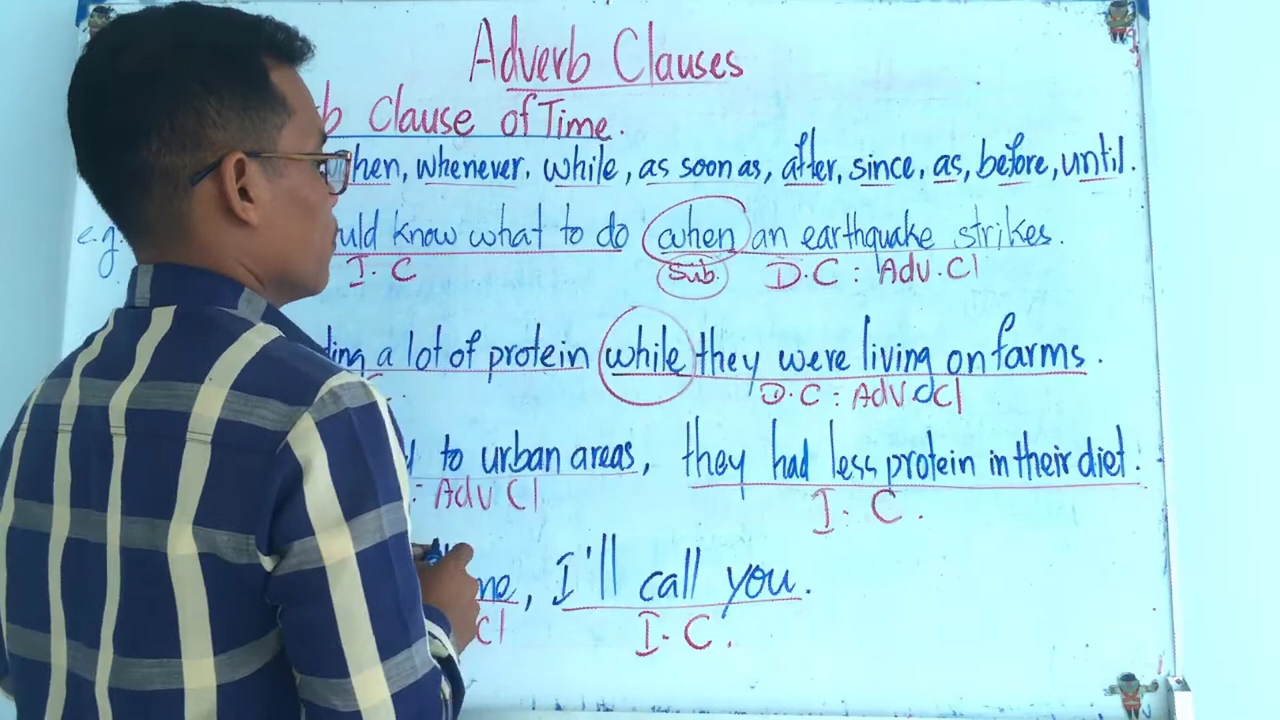 Adverb Clauses
b Clause of Time.
hen, whenever, while, as soon as, after, since, as, before, until.
e.g. uld know what to do when an earthquake strikes.
I.C Sub. D.C: Adv.Cl
ding a lot of protein while they were living on farms.
D.C: Adv Cl
to urban areas, they had less protein in their diet.
: Adv Cl I.C.
me, I'll call you.
Cl I.C.